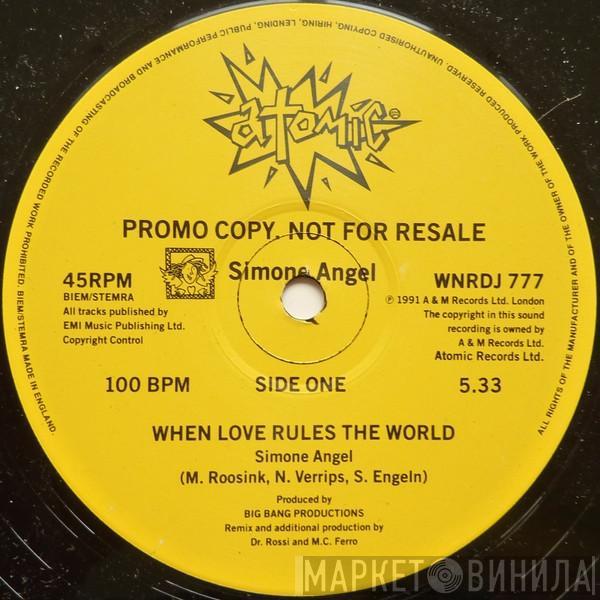 UNAUTHORISED COPYING, HIRING, LENDING, PUBLIC PERFORMANCE AND BROADCASTING OF THE RECORDED WORK PROHIBITED. BIEM/STEMRA MADE IN ENGLAND.
ALL RIGHTS OF THE MANUFACTURER AND OF THE OWNER OF THE WORK PRODUCED RESERVED.
atomic
PROMO COPY. NOT FOR RESALE
Simone Angel
45RPM
BIEM/STEMRA
All tracks published by
EMI Music Publishing Ltd.
Copyright Control
WNRDJ 777
℗ 1991 A & M Records Ltd. London
The copyright in this sound
recording is owned by
A & M Records Ltd.
Atomic Records Ltd.
100 BPM
SIDE ONE
5.33
WHEN LOVE RULES THE WORLD
Simone Angel
(M. Roosink, N. Verrips, S. Engeln)
Produced by
BIG BANG PRODUCTIONS
Remix and additional production by
Dr. Rossi and M.C. Ferro
МАРКЕТ ВИНИЛА